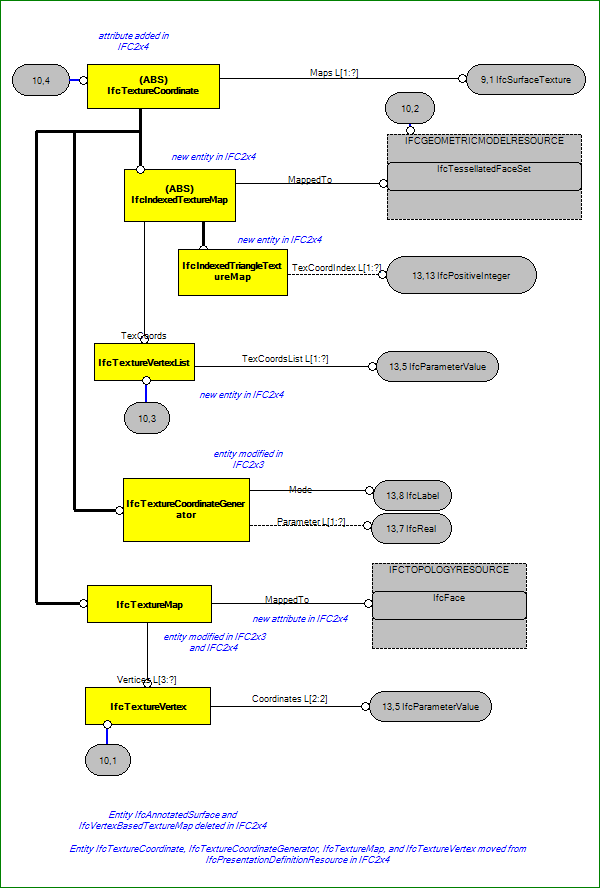 attribute added in
IFC2x4
10,4
(ABS)
IfcTextureCoordinate
Maps L[1:?]
9,1 IfcSurfaceTexture
10,2
IFCGEOMETRICMODELRESOURCE
new entity in IFC2x4
(ABS)
IfcIndexedTextureMap
MappedTo
IfcTessellatedFaceSet
new entity in IFC2x4
IfcIndexedTriangleText
ureMap
TexCoordIndex L[1:?]
13,13 IfcPositiveInteger
TexCoords
IfcTextureVertexList
TexCoordsList L[1:?]
13,5 IfcParameterValue
new entity in IFC2x4
10,3
entity modified in
IFC2x3
IfcTextureCoordinateGener
ator
Mode
13,8 IfcLabel
Parameter L[1:?]
13,7 IfcReal
IFCTOPOLOGYRESOURCE
IfcTextureMap
MappedTo
IfcFace
new attribute in IFC2x4
entity modified in IFC2x3
and IFC2x4
Vertices L[3:?]
IfcTextureVertex
Coordinates L[2:2]
13,5 IfcParameterValue
10,1
Entity IfcAnnotatedSurface and
IfcVertexBasedTextureMap deleted in IFC2x4
Entity IfcTextureCoordinate, IfcTextureCoordinateGenerator, IfcTextureMap, and IfcTextureVertex moved from
IfcPresentationDefinitionResource in IFC2x4